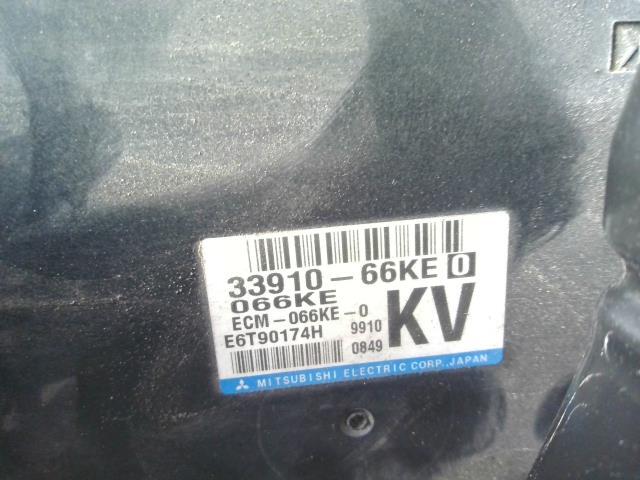 33910-66KE 0
066KE
ECM-066KE-0
E6T90174H 9910
0849
KV
MITSUBISHI ELECTRIC CORP., JAPAN